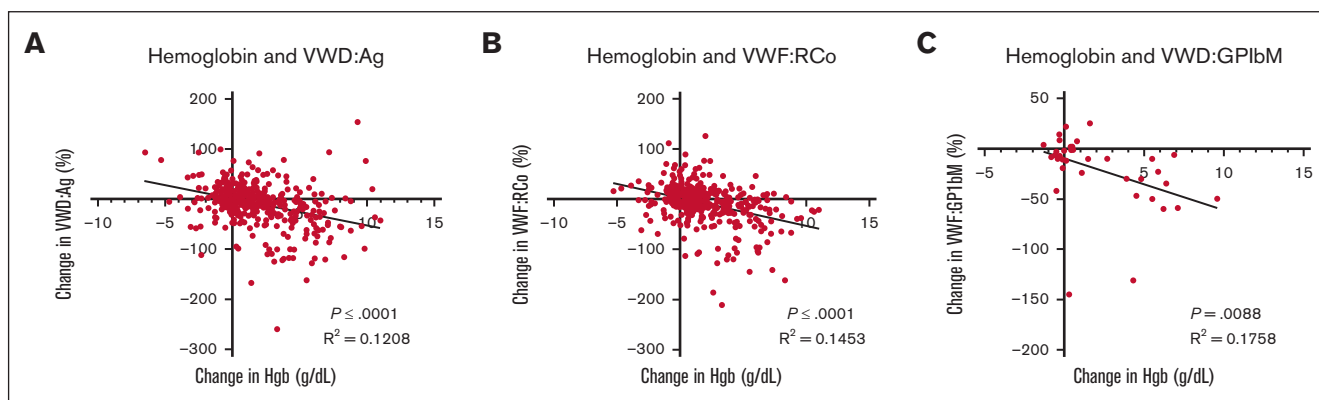 A
Hemoglobin and VWD:Ag
Change in VWD:Ag (%)
200
100
−100
−200
−300
−10
−5
5
10
15
P ≤ .0001
R² = 0.1208
Change in Hgb (g/dL)
B
Hemoglobin and VWF:RCo
Change in VWF:RCo (%)
200
100
−100
−200
−300
−5
5
10
15
P ≤ .0001
R² = 0.1453
Change in Hgb (g/dL)
C
Hemoglobin and VWD:GPIbM
Change in VWF:GP1bM (%)
50
−50
−100
−150
−200
−5
5
10
15
P = .0088
R² = 0.1758
Change in Hgb (g/dL)